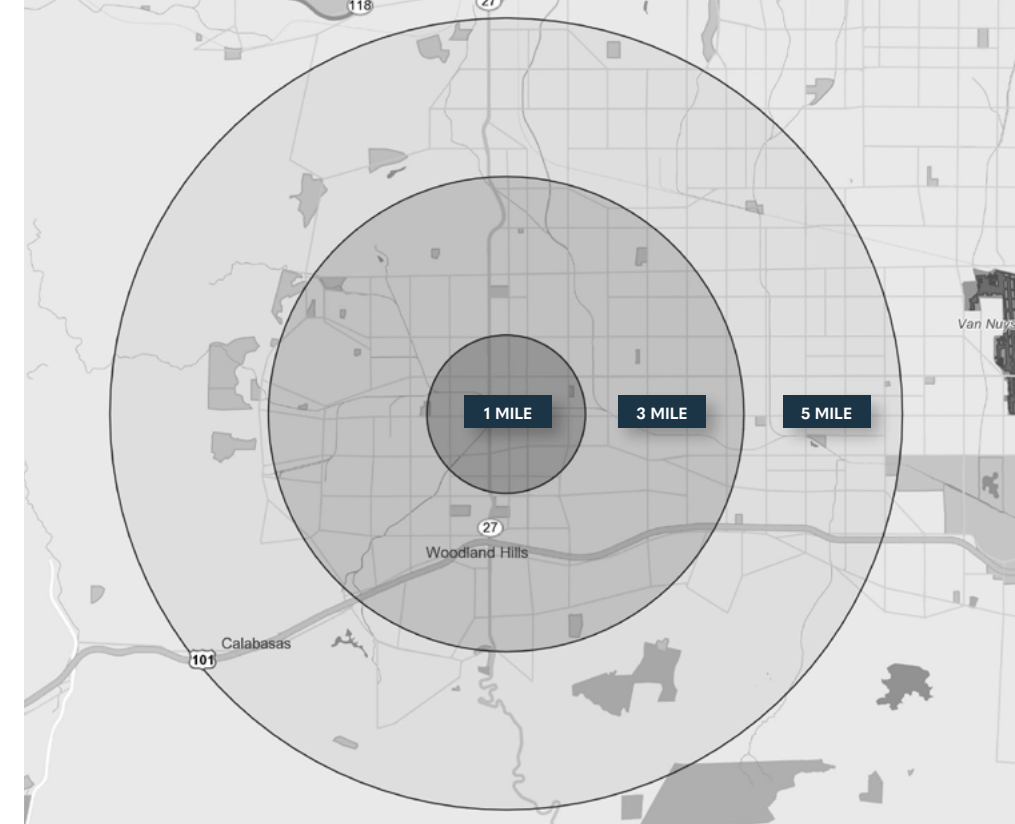 118
27
Van Nuys
1 MILE
3 MILE
5 MILE
27
Woodland Hills
Calabasas
101